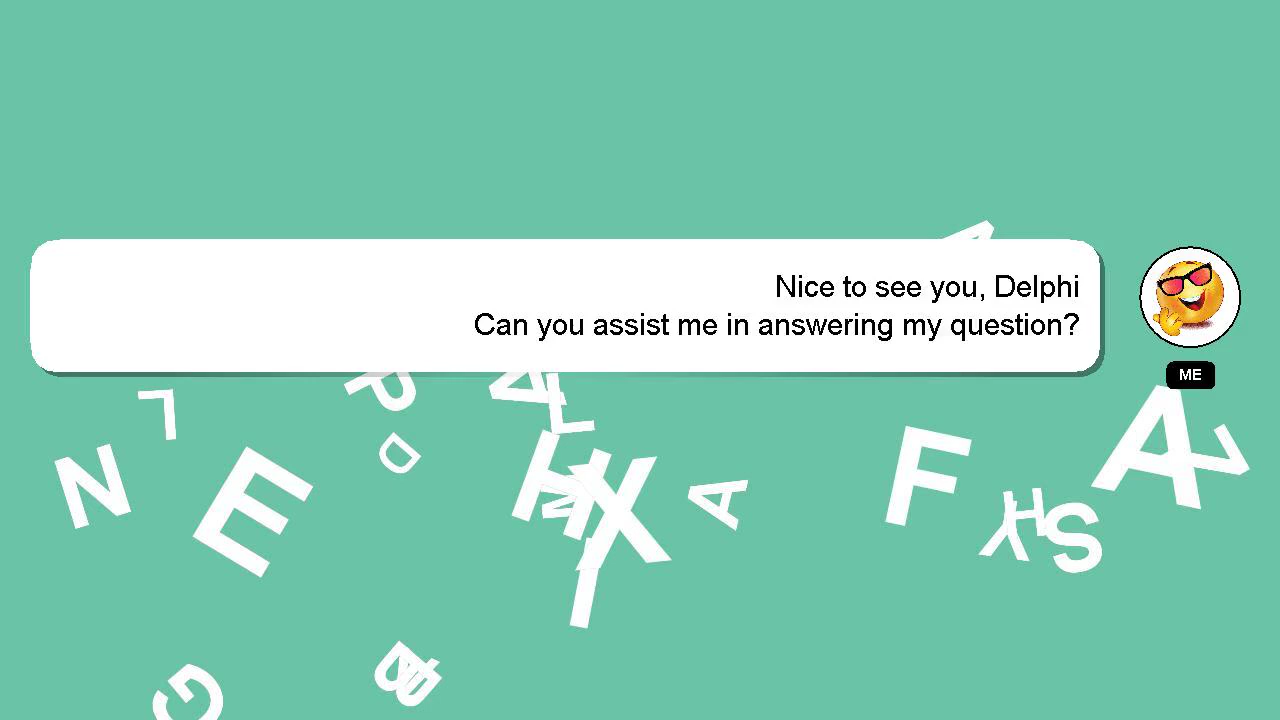 Nice to see you, Delphi
Can you assist me in answering my question?
ME
A
L
P
A
L
N
D
E
H
X
N
A
F
A
Z
H
X
S
I
G
B